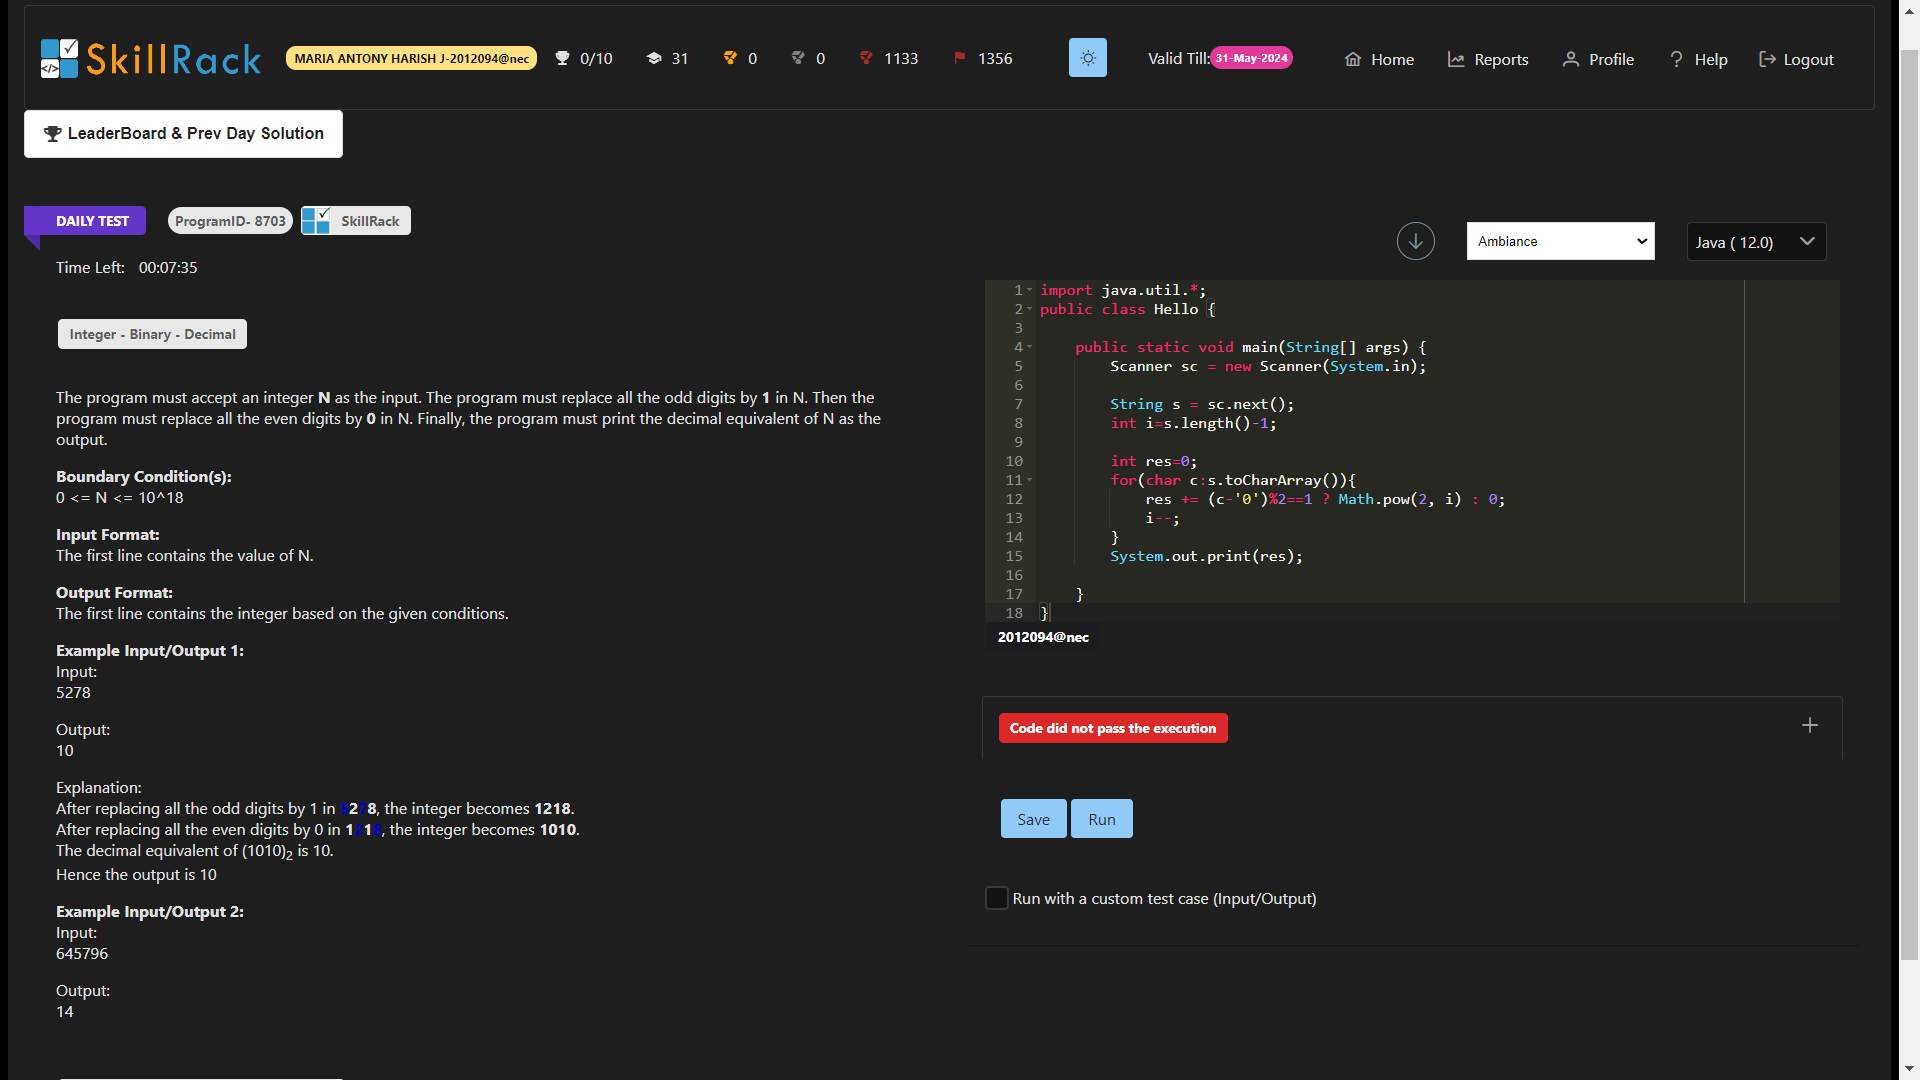 SkillRack MARIA ANTONY HARISH J-2012094@nec 0/10 31 0 0 1133 1356 Valid Till: 31-May-2024 Home Reports Profile ? Help Logout
LeaderBoard & Prev Day Solution
DAILY TEST ProgramID- 8703 SkillRack
Time Left: 00:07:35
Integer - Binary - Decimal
The program must accept an integer N as the input. The program must replace all the odd digits by 1 in N. Then the
program must replace all the even digits by 0 in N. Finally, the program must print the decimal equivalent of N as the
output.
Boundary Condition(s):
0 <= N <= 10^18
Input Format:
The first line contains the value of N.
Output Format:
The first line contains the integer based on the given conditions.
Example Input/Output 1:
Input:
5278
Output:
10
Explanation:
After replacing all the odd digits by 1 in 5278, the integer becomes 1218.
After replacing all the even digits by 0 in 1218, the integer becomes 1010.
The decimal equivalent of (1010)2 is 10.
Hence the output is 10
Example Input/Output 2:
Input:
645796
Output:
14
Ambiance Java ( 12.0)
1 import java.util.*;
2 public class Hello {
3
4     public static void main(String[] args) {
5         Scanner sc = new Scanner(System.in);
6
7         String s = sc.next();
8         int i=s.length()-1;
9
10         int res=0;
11         for(char c:s.toCharArray()){
12             res += (c-'0')%2==1 ? Math.pow(2, i) : 0;
13             i--;
14         }
15         System.out.print(res);
16
17     }
18 }
2012094@nec
Code did not pass the execution
Save Run
Run with a custom test case (Input/Output)